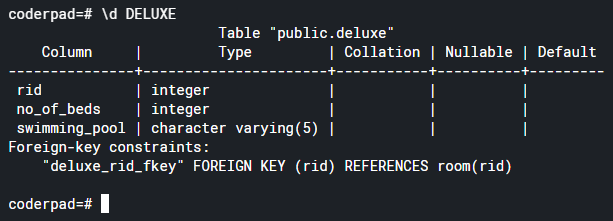 coderpad=# \d DELUXE
                         Table "public.deluxe"
    Column     |         Type         | Collation | Nullable | Default
---------------+----------------------+-----------+----------+---------
 rid           | integer              |           |          |
 no_of_beds    | integer              |           |          |
 swimming_pool | character varying(5) |           |          |
Foreign-key constraints:
    "deluxe_rid_fkey" FOREIGN KEY (rid) REFERENCES room(rid)
coderpad=#